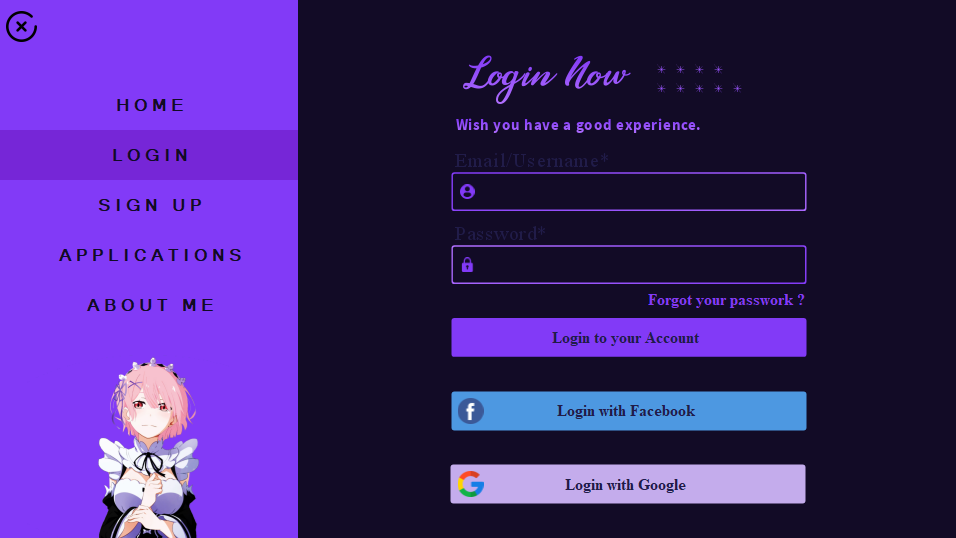 HOME
LOGIN
SIGN UP
APPLICATIONS
ABOUT ME
Login Now
Wish you have a good experience.
Email/Username*
Password*
Forgot your passwork ?
Login to your Account
Login with Facebook
Login with Google